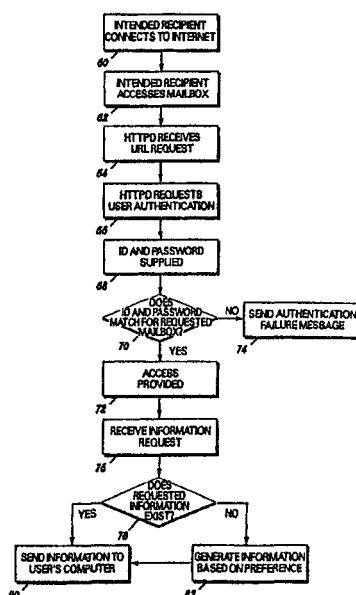 INTENDED RECIPIENT
CONNECTS TO INTERNET
60
INTENDED RECIPIENT
ACCESSES MAILBOX
62
HTTPD RECEIVES
URL REQUEST
64
HTTPD REQUESTS
USER AUTHENTICATION
66
ID AND PASSWORD
SUPPLIED
68
DOES
ID AND PASSWORD
MATCH FOR REQUESTED
MAILBOX?
70
NO
SEND AUTHENTICATION
FAILURE MESSAGE
74
YES
ACCESS
PROVIDED
72
RECEIVE INFORMATION
REQUEST
76
DOES
REQUESTED
INFORMATION
EXIST?
78
YES
NO
SEND INFORMATION TO
USER'S COMPUTER
GENERATE INFORMATION
BASED ON PREFERENCE